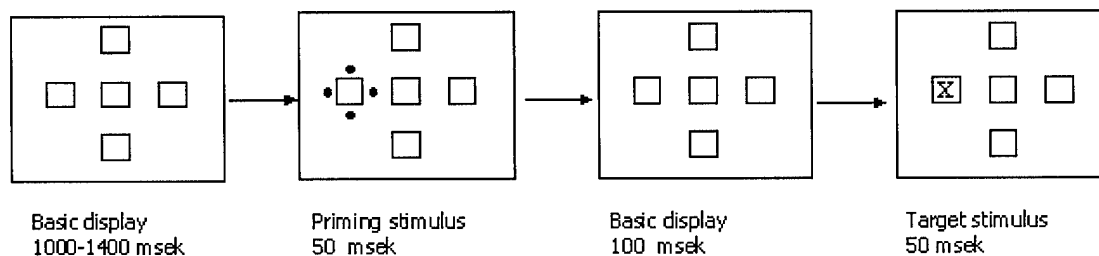 X
Basic display
1000-1400 msek
Priming stimulus
50 msek
Basic display
100 msek
Target stimulus
50 msek